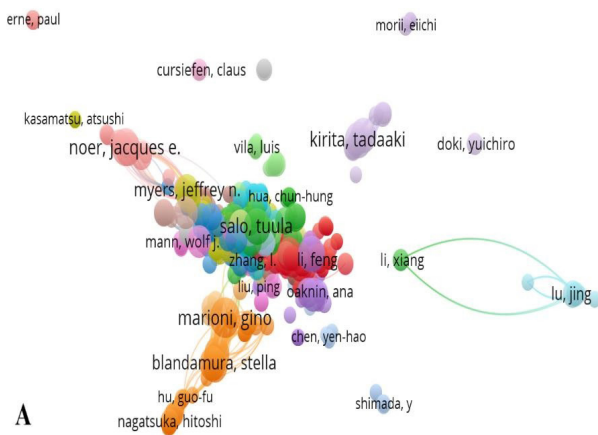 erne, paul
morii, eiichi
cursiefen, claus
kasamatsu, atsushi
noer, jacques e.
vila, luis
kirita, tadaaki
doki, yuichiro
myers, jeffrey n.
hua, chun-hung
salo, tuula
mann, wolf j.
zhang, l.
li, feng
li, xiang
liu, ping
oaknin, ana
lu, jing
marioni, gino
chen, yen-hao
blandamura, stella
hu, guo-fu
shimada, y
nagatsuka, hitoshi
A